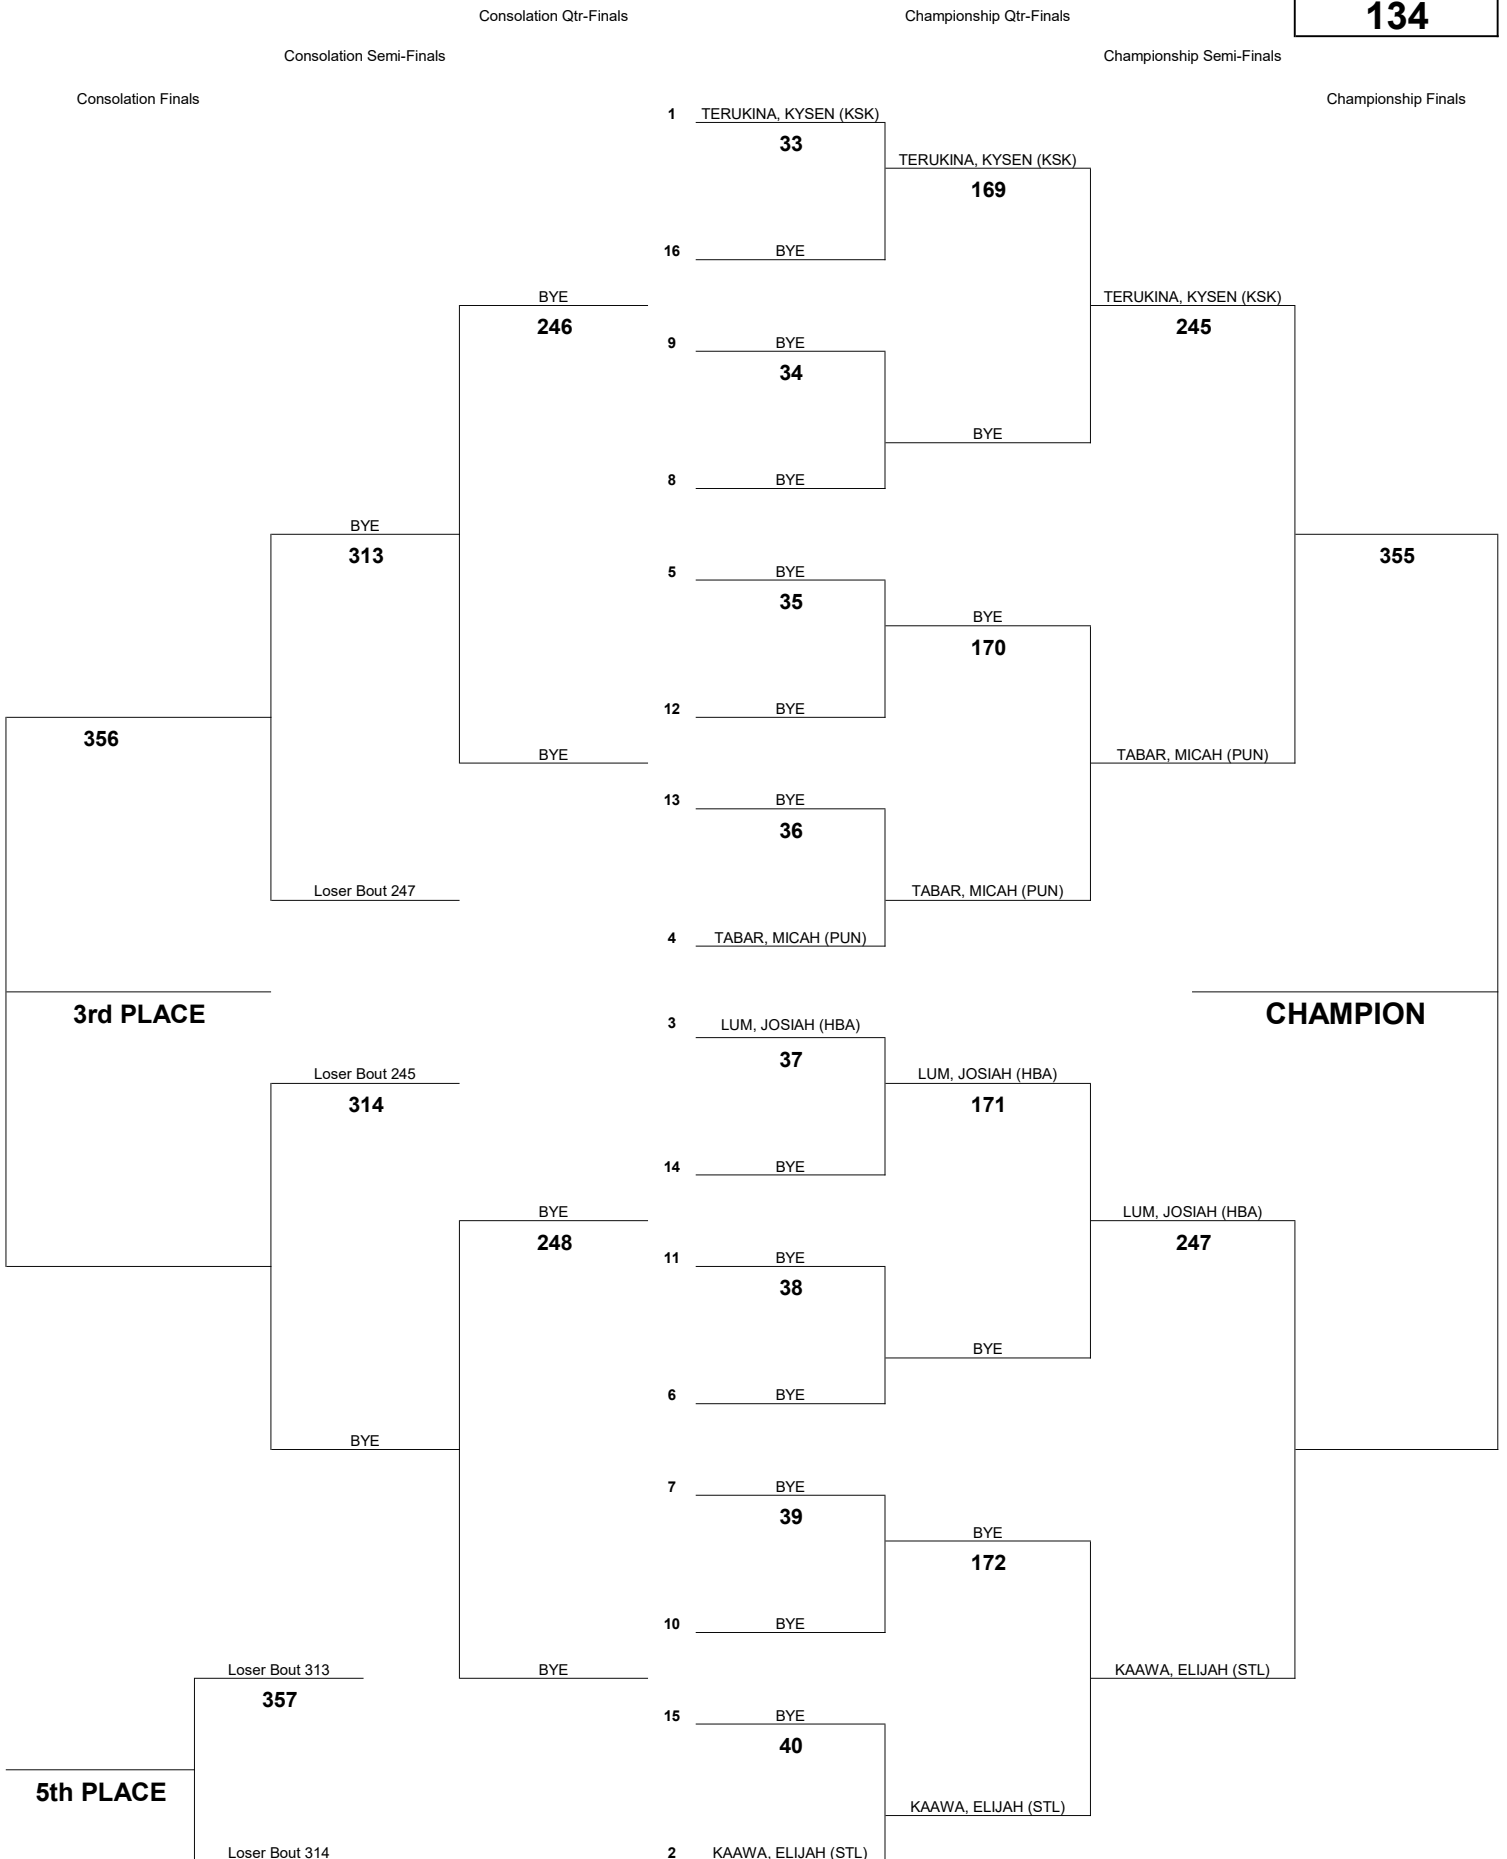 Consolation Qtr-Finals
Championship Qtr-Finals
134
Consolation Semi-Finals
Championship Semi-Finals
Consolation Finals
Championship Finals
1 TERUKINA, KYSEN (KSK)
33
TERUKINA, KYSEN (KSK)
169
16 BYE
BYE
TERUKINA, KYSEN (KSK)
246
245
9 BYE
34
BYE
8 BYE
BYE
313
355
5 BYE
35
BYE
170
12 BYE
356
BYE
TABAR, MICAH (PUN)
13 BYE
36
Loser Bout 247
TABAR, MICAH (PUN)
4 TABAR, MICAH (PUN)
3rd PLACE
CHAMPION
3 LUM, JOSIAH (HBA)
37
Loser Bout 245
LUM, JOSIAH (HBA)
314
171
14 BYE
BYE
LUM, JOSIAH (HBA)
248
247
11 BYE
38
BYE
6 BYE
BYE
7 BYE
39
BYE
172
10 BYE
Loser Bout 313
BYE
KAAWA, ELIJAH (STL)
357
15 BYE
40
5th PLACE
KAAWA, ELIJAH (STL)
Loser Bout 314
2 KAAWA, ELIJAH (STL)